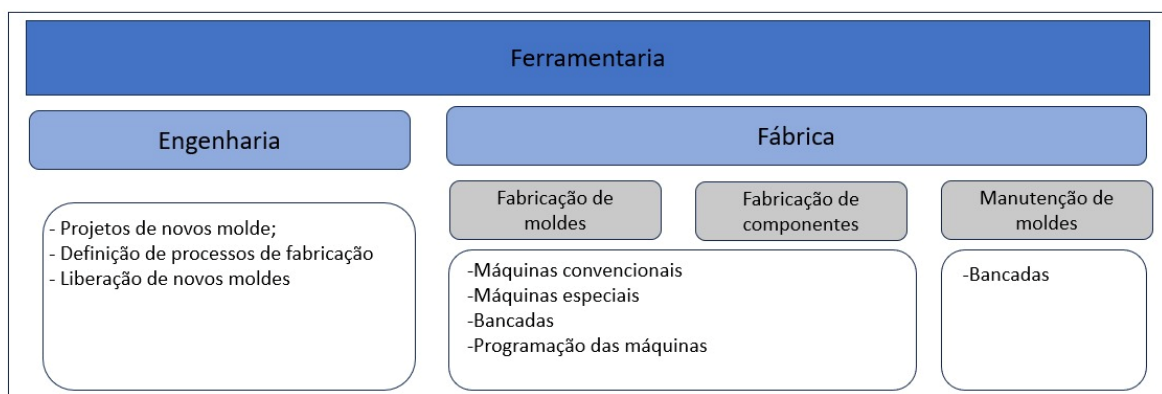 Ferramentaria
Engenharia
Fábrica
Fabricação de
moldes
Fabricação de
componentes
Manutenção de
moldes
- Projetos de novos molde;
- Definição de processos de fabricação
- Liberação de novos moldes
-Máquinas convencionais
-Máquinas especiais
-Bancadas
-Programação das máquinas
-Bancadas